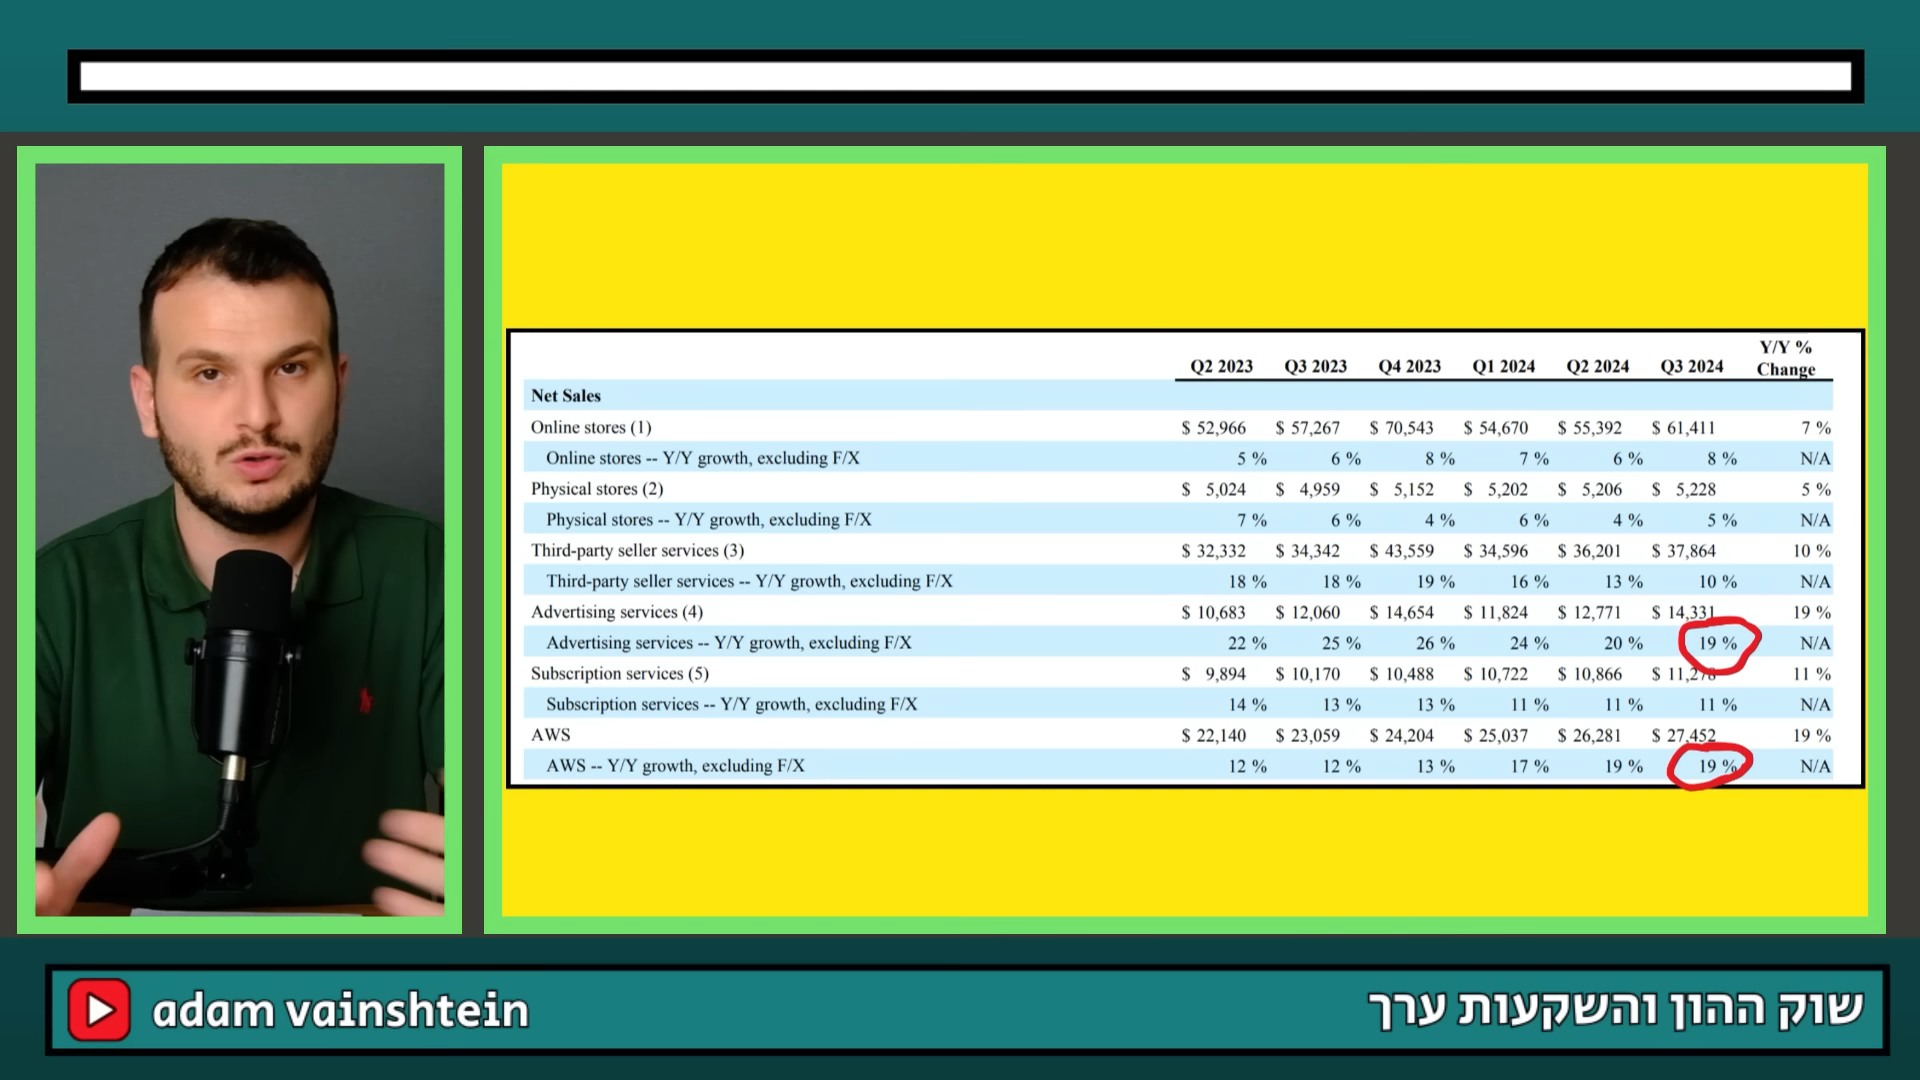 Y/Y %
Q2 2023 Q3 2023 Q4 2023 Q1 2024 Q2 2024 Q3 2024 Change
Net Sales
Online stores (1) $ 52,966 $ 57,267 $ 70,543 $ 54,670 $ 55,392 $ 61,411 7 %
Online stores -- Y/Y growth, excluding F/X 5 % 6 % 8 % 7 % 6 % 8 % N/A
Physical stores (2) $ 5,024 $ 4,959 $ 5,152 $ 5,202 $ 5,206 $ 5,228 5 %
Physical stores -- Y/Y growth, excluding F/X 7 % 6 % 4 % 6 % 4 % 5 % N/A
Third-party seller services (3) $ 32,332 $ 34,342 $ 43,559 $ 34,596 $ 36,201 $ 37,864 10 %
Third-party seller services -- Y/Y growth, excluding F/X 18 % 18 % 19 % 16 % 13 % 10 % N/A
Advertising services (4) $ 10,683 $ 12,060 $ 14,654 $ 11,824 $ 12,771 $ 14,331 19 %
Advertising services -- Y/Y growth, excluding F/X 22 % 25 % 26 % 24 % 20 % 19 % N/A
Subscription services (5) $ 9,894 $ 10,170 $ 10,488 $ 10,722 $ 10,866 $ 11,278 11 %
Subscription services -- Y/Y growth, excluding F/X 14 % 13 % 13 % 11 % 11 % 11 % N/A
AWS $ 22,140 $ 23,059 $ 24,204 $ 25,037 $ 26,281 $ 27,452 19 %
AWS -- Y/Y growth, excluding F/X 12 % 12 % 13 % 17 % 19 % 19 % N/A
adam vainshtein
שוק ההון והשקעות ערך